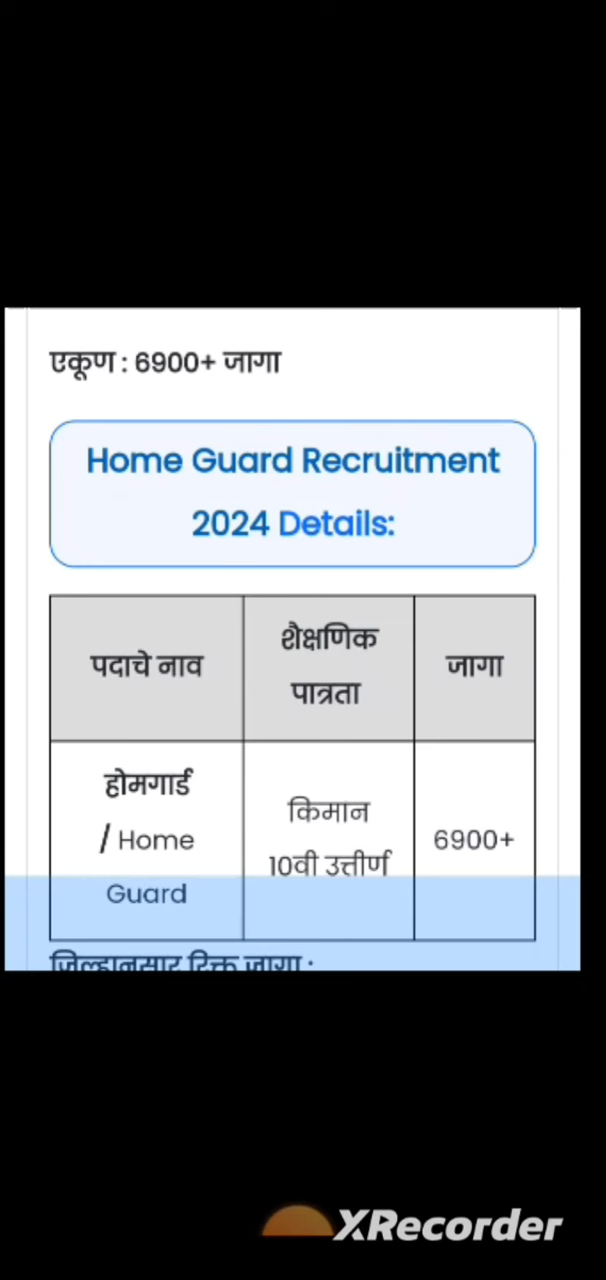 एकूण : 6900+ जागा
Home Guard Recruitment
2024 Details:
पदाचे नाव
शैक्षणिक
पात्रता
जागा
होमगार्ड
/ Home
Guard
किमान
10वी उत्तीर्ण
6900+
जिल्हानुसार रिक्त जागा :
XRecorder